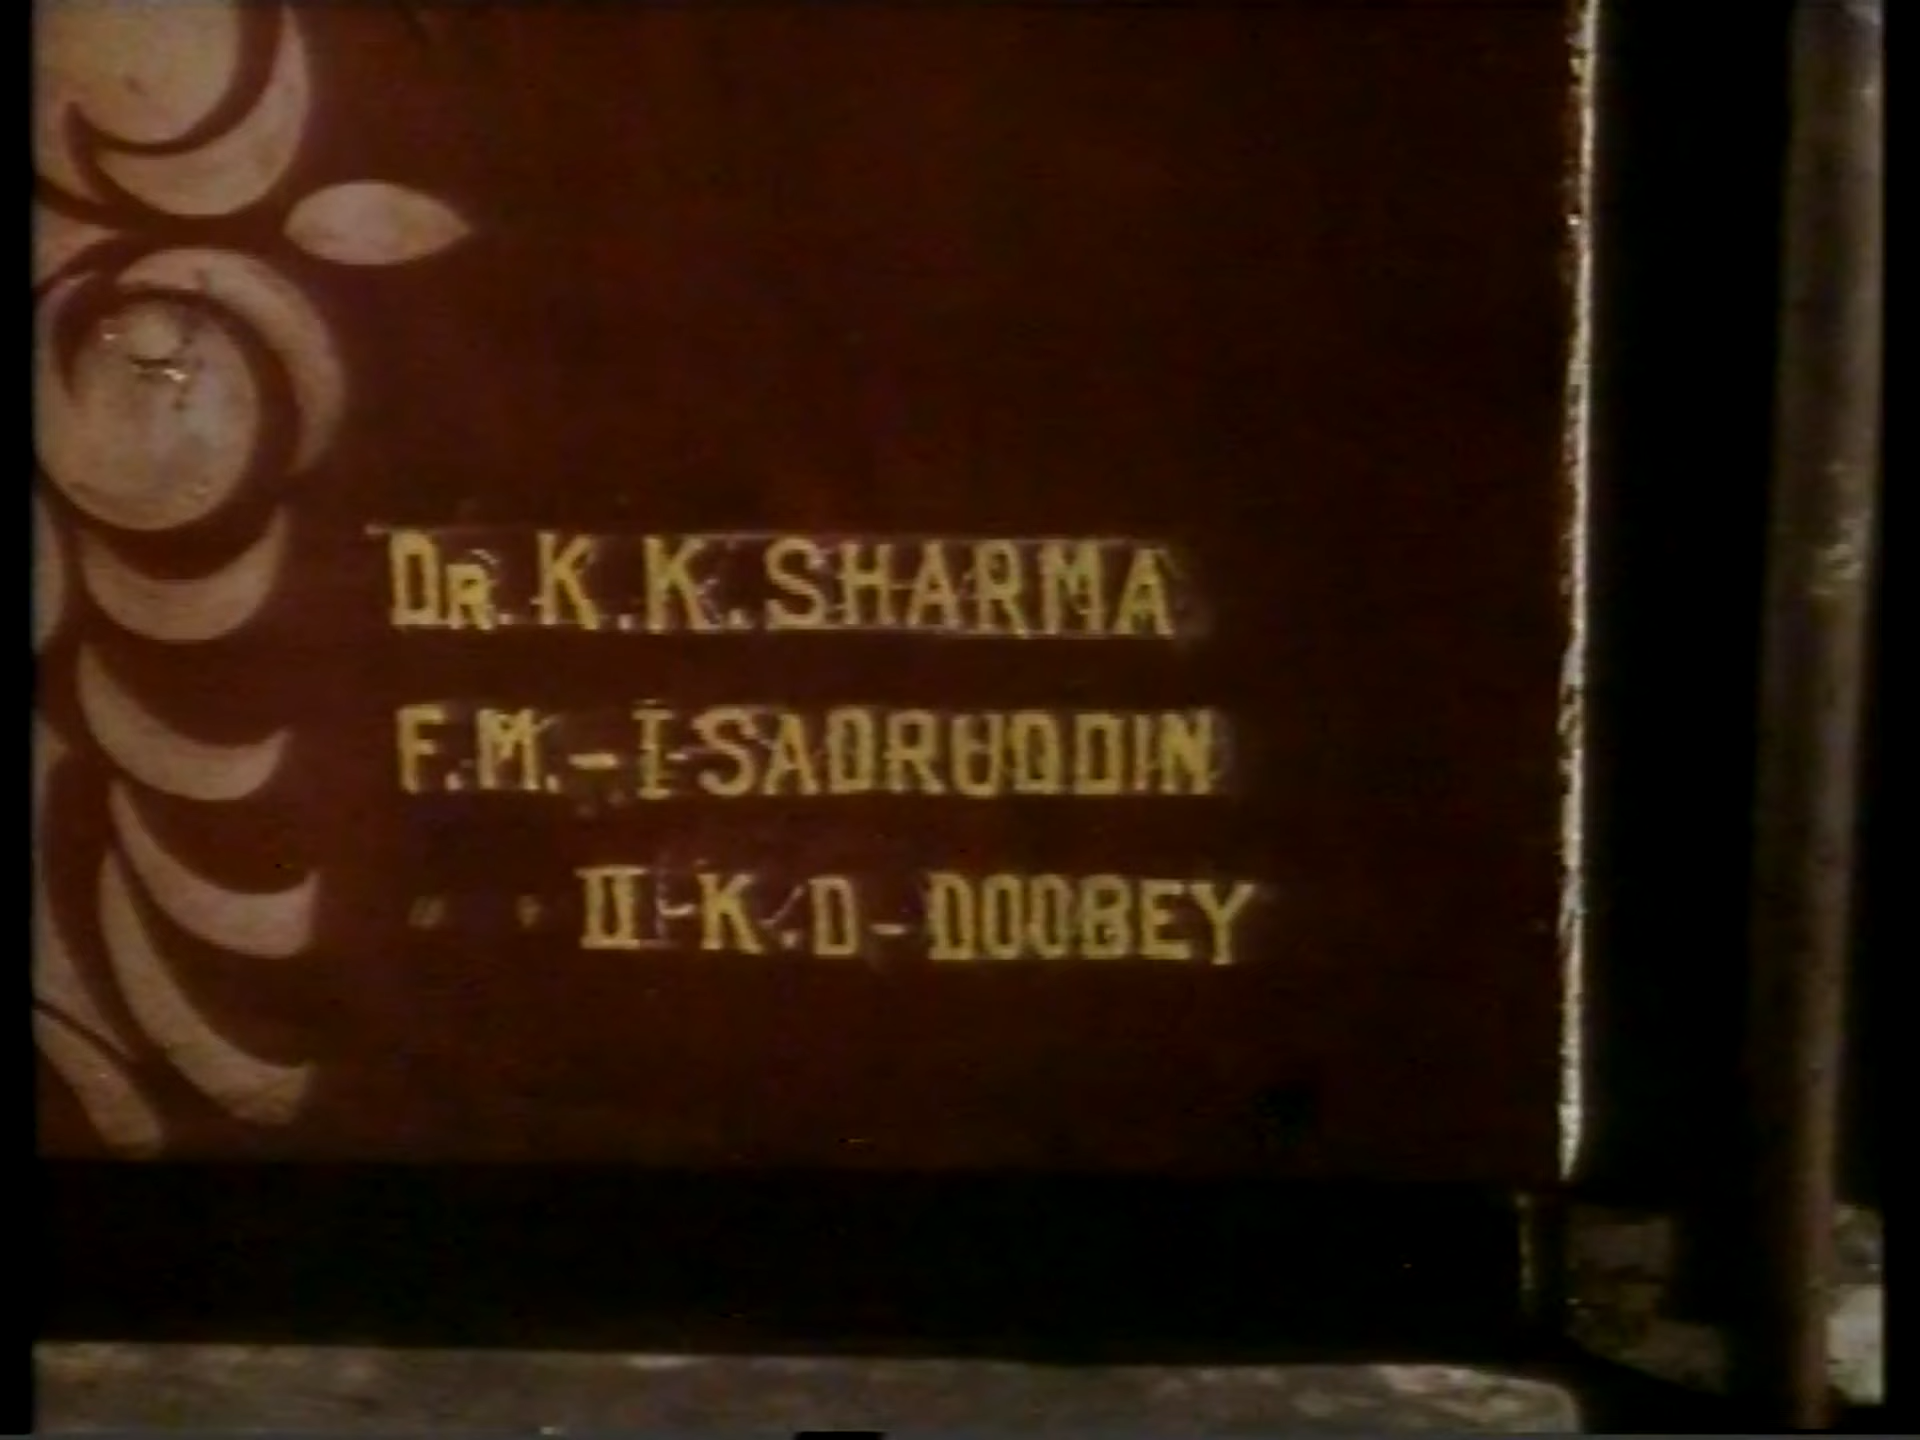 Dr. K. K. SHARMA
F.M. - I - SADRUDDIN
" " II - K. D - DOOBEY